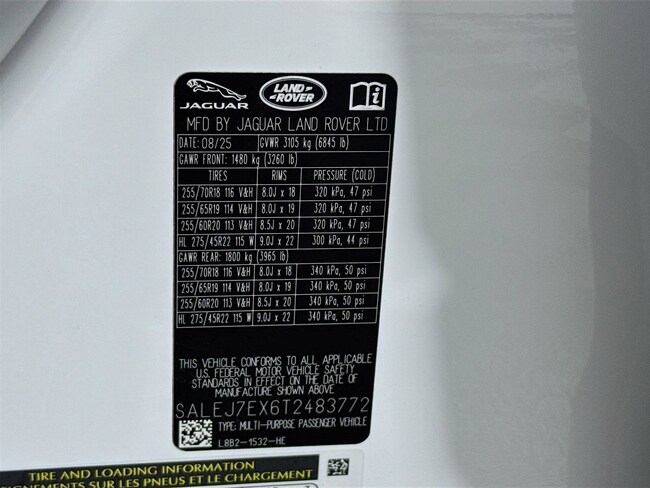 JAGUAR
LAND
ROVER
MFD BY JAGUAR LAND ROVER LTD
DATE: 08/25 GVWR 3105 kg (6845 lb)
GAWR FRONT: 1480 kg (3260 lb)
TIRES RIMS PRESSURE (COLD)
255/70R18 116 V&H 8.0J x 18 320 kPa, 47 psi
255/65R19 114 V&H 8.0J x 19 320 kPa, 47 psi
255/60R20 113 V&H 8.5J x 20 320 kPa, 47 psi
HL 275/45R22 115 W 9.0J x 22 300 kPa, 44 psi
GAWR REAR: 1800 kg (3965 lb)
255/70R18 116 V&H 8.0J x 18 340 kPa, 50 psi
255/65R19 114 V&H 8.0J x 19 340 kPa, 50 psi
255/60R20 113 V&H 8.5J x 20 340 kPa, 50 psi
HL 275/45R22 115 W 9.0J x 22 340 kPa, 50 psi
THIS VEHICLE CONFORMS TO ALL APPLICABLE
U.S. FEDERAL MOTOR VEHICLE SAFETY
STANDARDS IN EFFECT ON THE DATE OF
MANUFACTURE SHOWN ABOVE
SALEJ7EX6T2483772
TYPE: MULTI-PURPOSE PASSENGER VEHICLE
L8B2-1532-HE
TIRE AND LOADING INFORMATION
SUR LES PNEUS ET LE CHARGEMENT